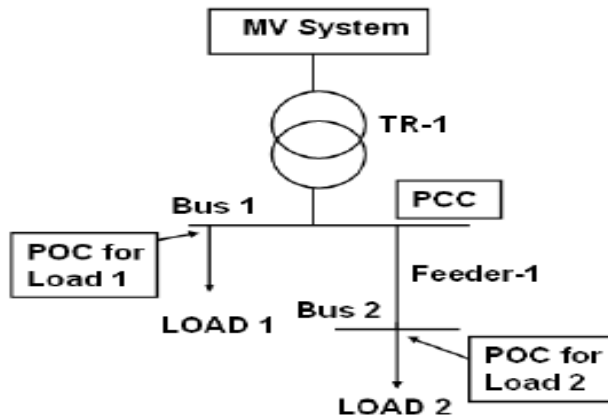 MV System
TR-1
Bus 1
PCC
POC for
Load 1
Feeder-1
LOAD 1
Bus 2
POC for
Load 2
LOAD 2